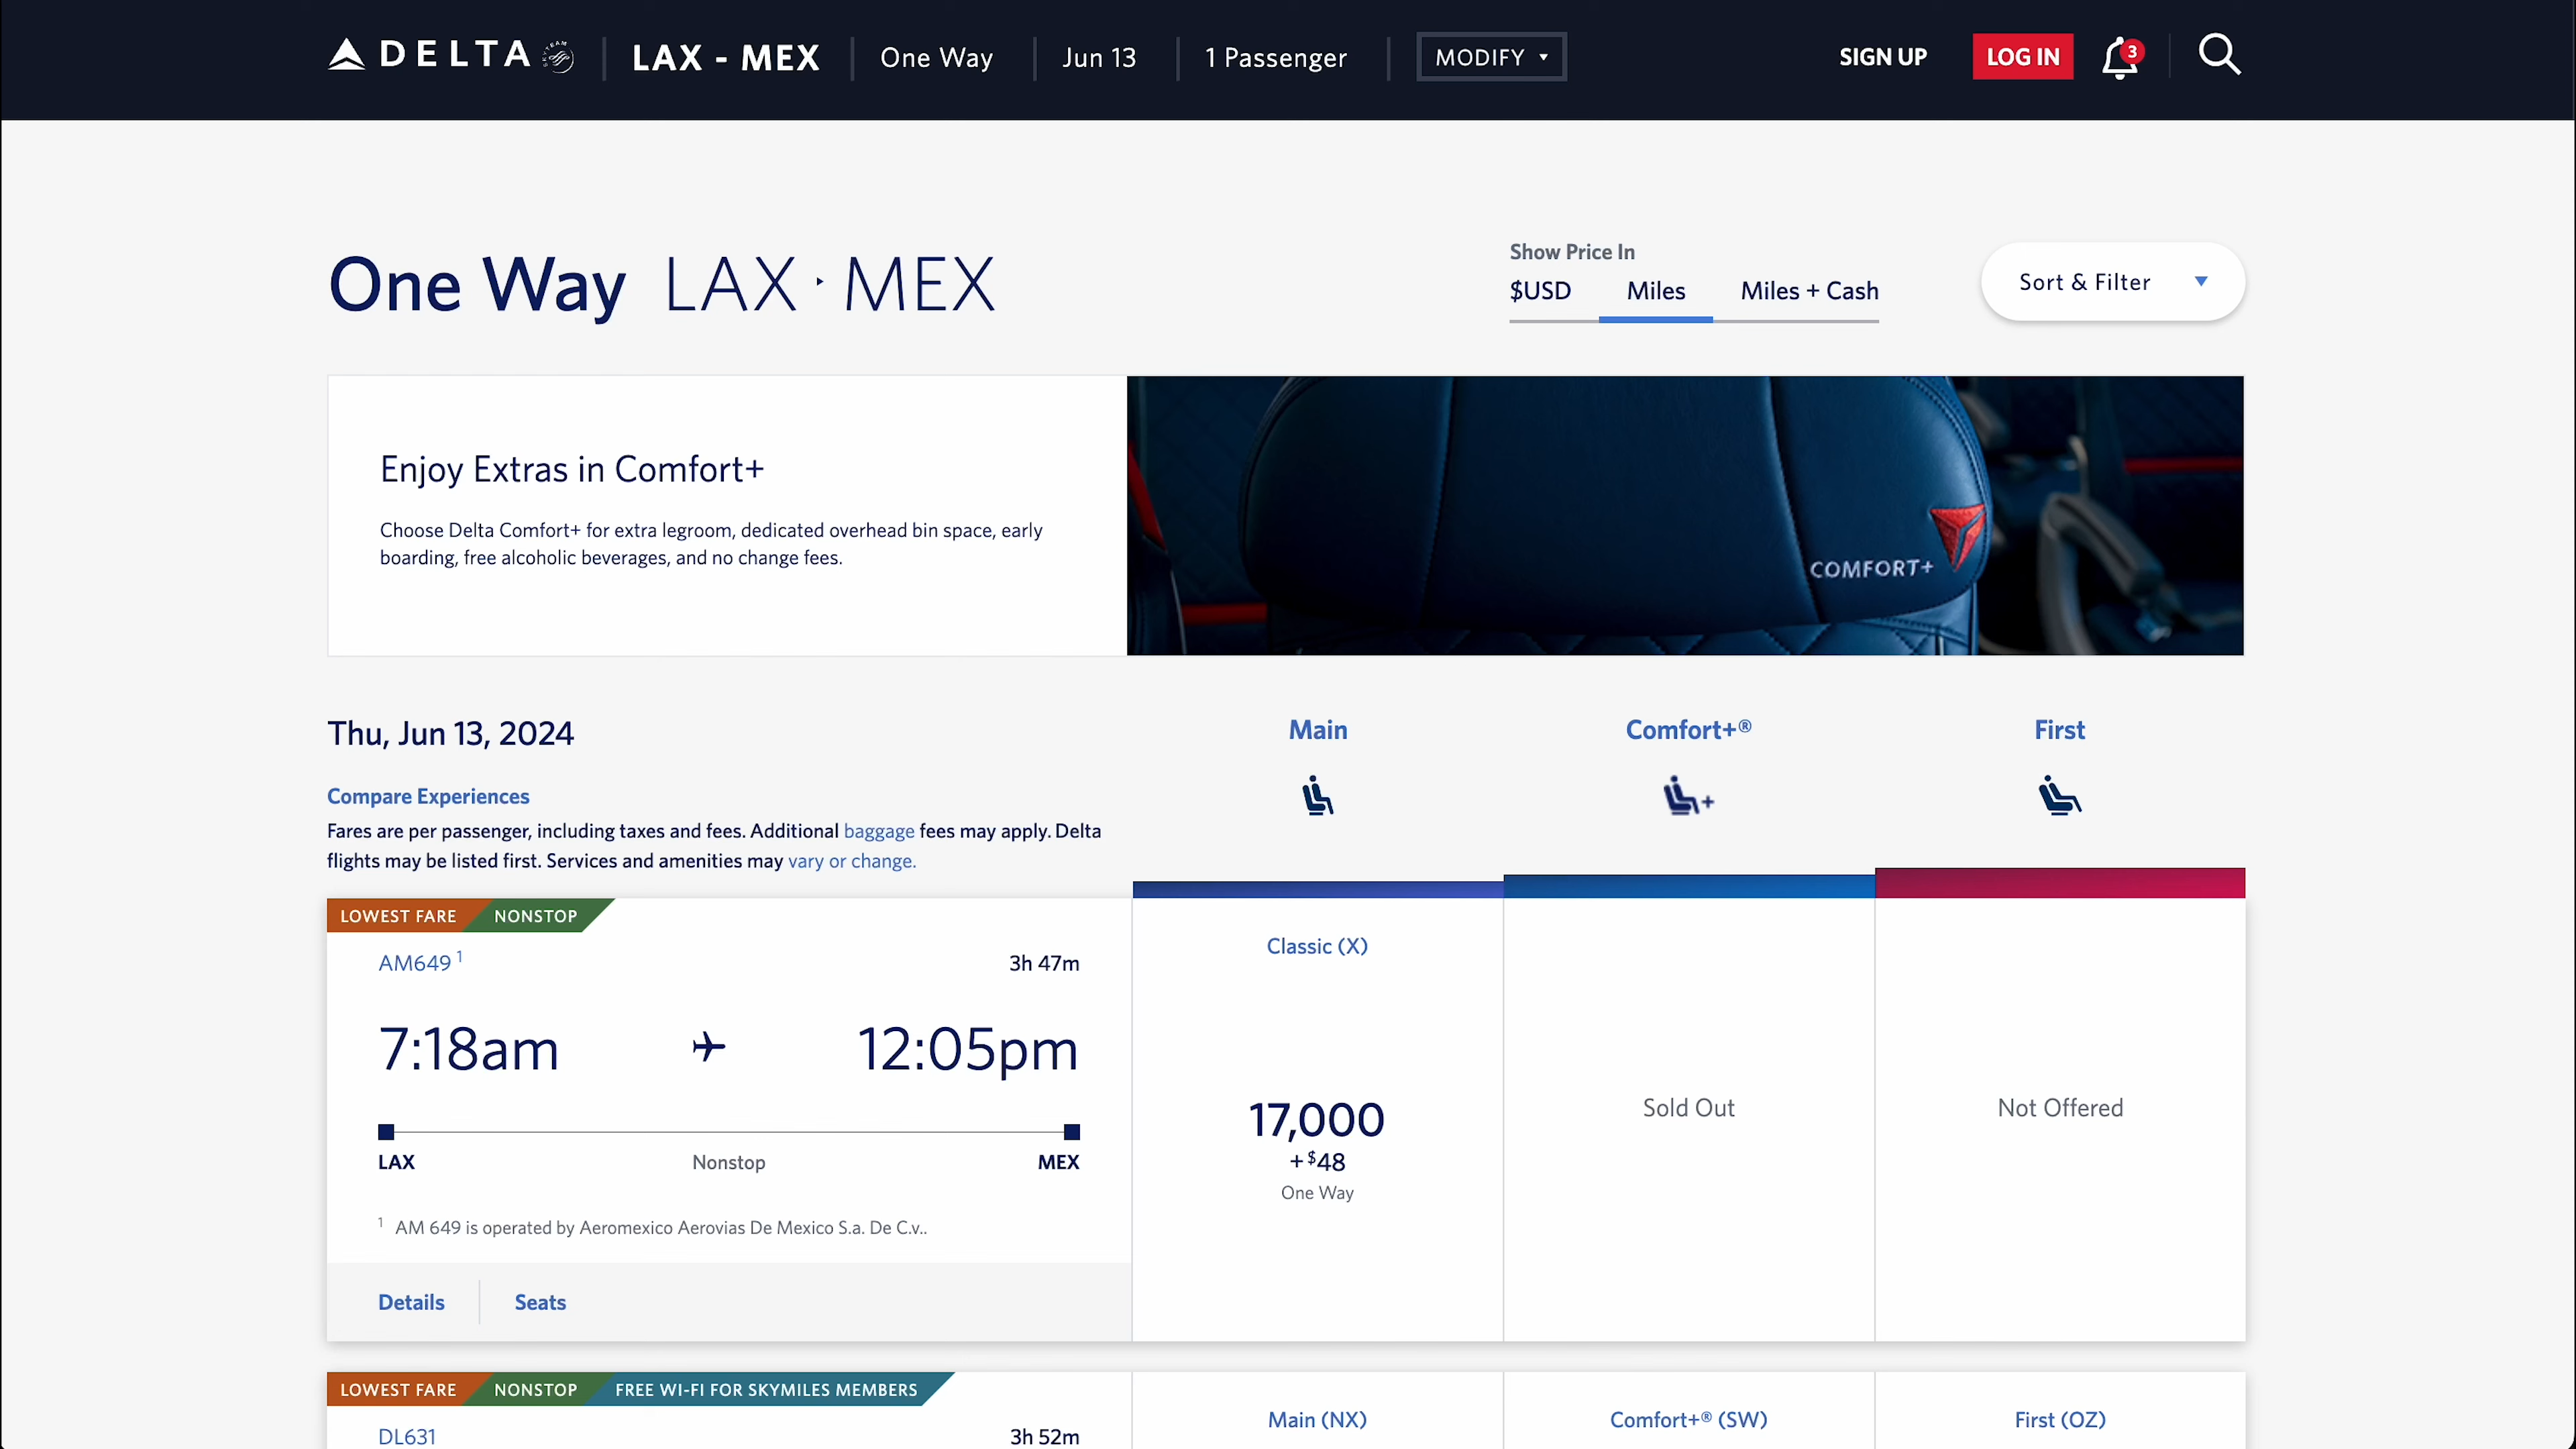 DELTA
LAX - MEX
One Way
Jun 13
1 Passenger
MODIFY
SIGN UP
LOG IN
3
One Way LAX MEX
Show Price In
$USD
Miles
Miles + Cash
Sort & Filter
Enjoy Extras in Comfort+
Choose Delta Comfort+ for extra legroom, dedicated overhead bin space, early
boarding, free alcoholic beverages, and no change fees.
COMFORT+
Thu, Jun 13, 2024
Main
Comfort+®
First
Compare Experiences
Fares are per passenger, including taxes and fees. Additional baggage fees may apply. Delta
flights may be listed first. Services and amenities may vary or change.
LOWEST FARE
NONSTOP
AM649 1
3h 47m
7:18am
12:05pm
LAX
Nonstop
MEX
1 AM 649 is operated by Aeromexico Aerovias De Mexico S.a. De C.v..
Details
Seats
Classic (X)
17,000
+$48
One Way
Sold Out
Not Offered
LOWEST FARE
NONSTOP
FREE WI-FI FOR SKYMILES MEMBERS
DL631
3h 52m
Main (NX)
Comfort+® (SW)
First (OZ)